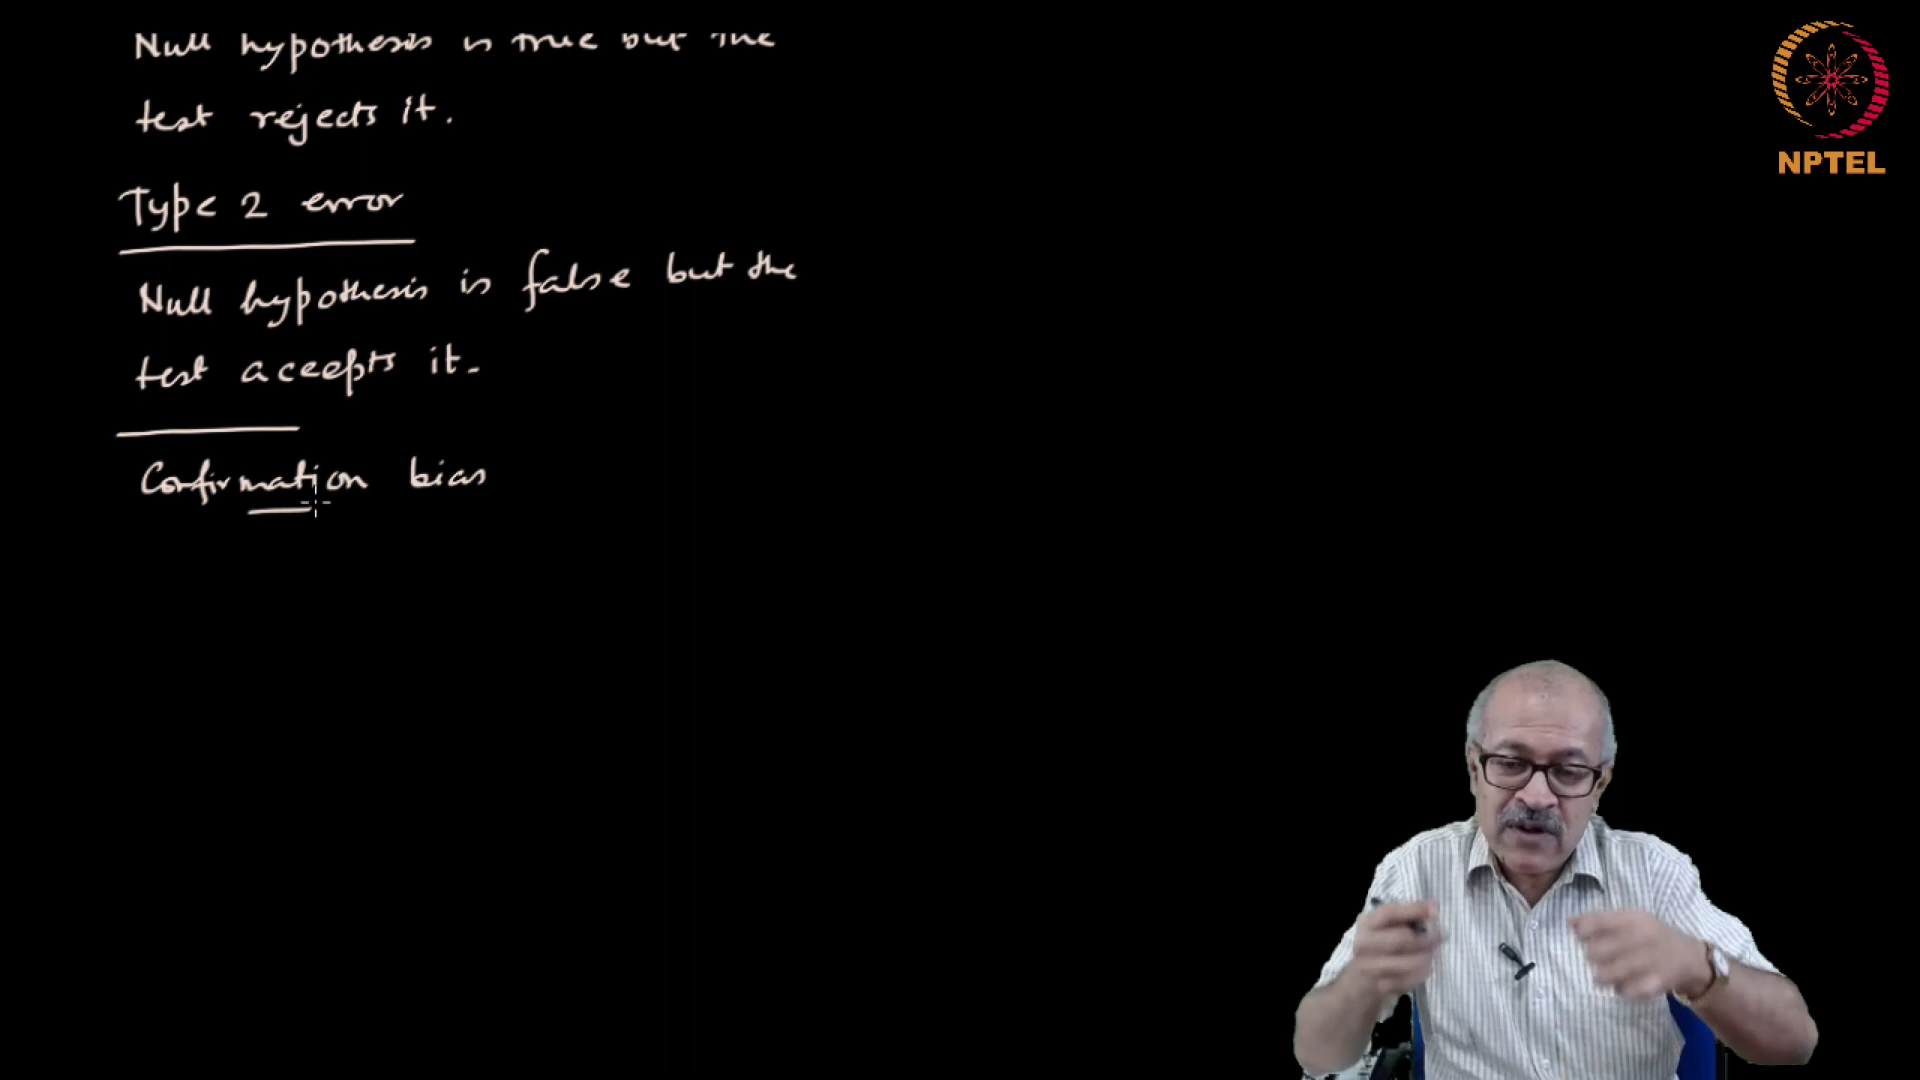 Null hypothesis is true but the
test rejects it.
Type 2 error
Null hypothesis is false but the
test accepts it.
Confirmation bias
NPTEL